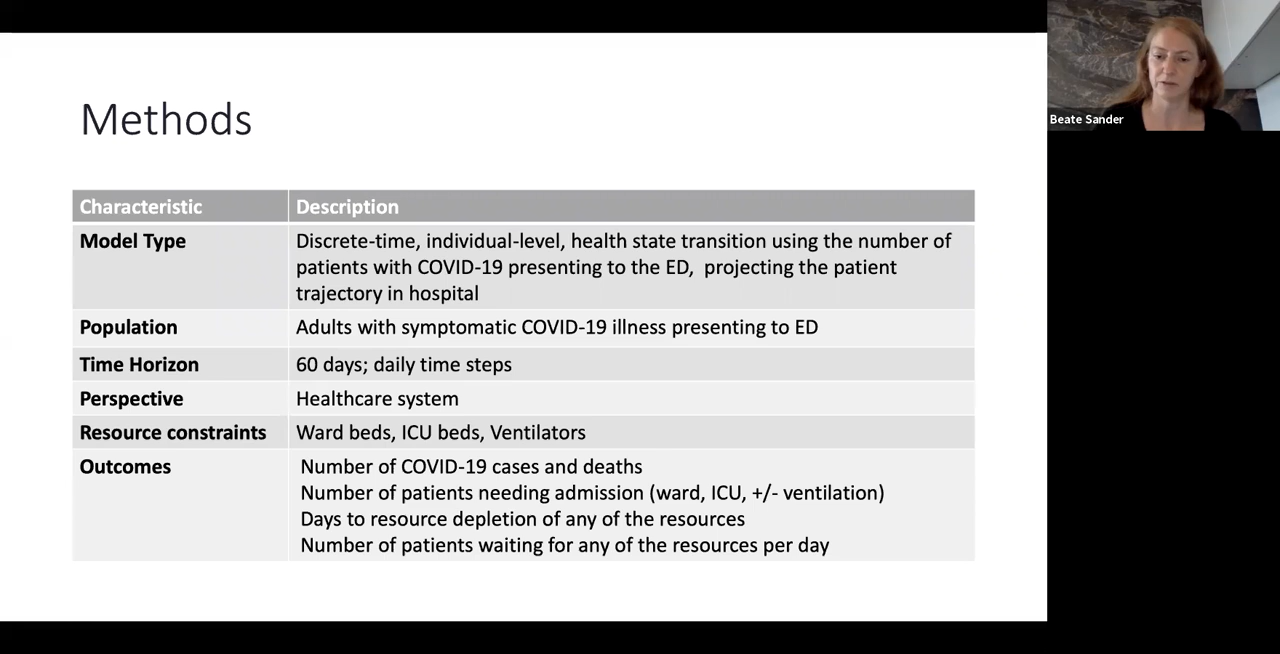 Methods
Characteristic
Description
Model Type
Discrete-time, individual-level, health state transition using the number of
patients with COVID-19 presenting to the ED,  projecting the patient
trajectory in hospital
Population
Adults with symptomatic COVID-19 illness presenting to ED
Time Horizon
60 days; daily time steps
Perspective
Healthcare system
Resource constraints
Ward beds, ICU beds, Ventilators
Outcomes
Number of COVID-19 cases and deaths
Number of patients needing admission (ward, ICU, +/- ventilation)
Days to resource depletion of any of the resources
Number of patients waiting for any of the resources per day
Beate Sander